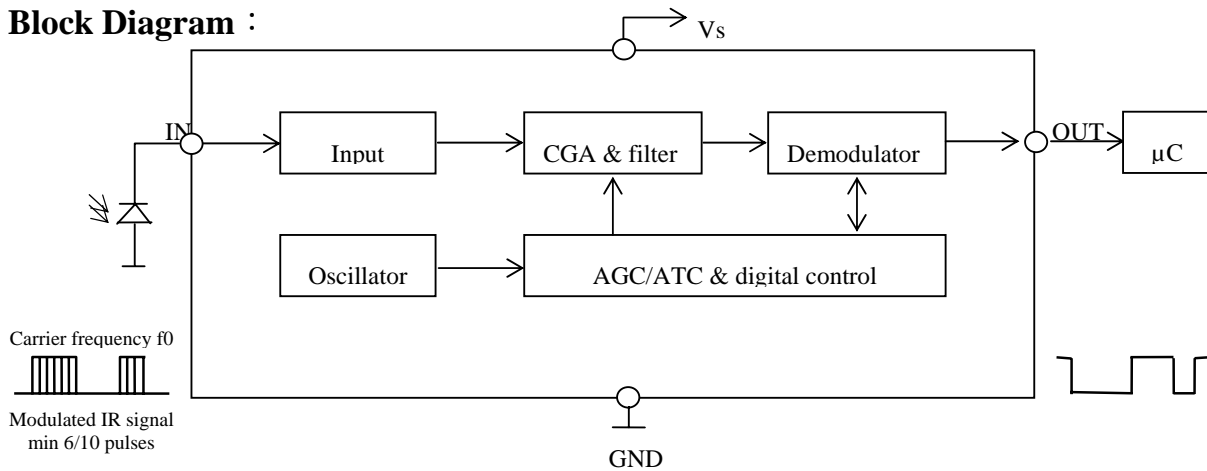 Block Diagram：
Vs
IN
Input
CGA & filter
Demodulator
OUT
µC
Oscillator
AGC/ATC & digital control
Carrier frequency f0
Modulated IR signal
min 6/10 pulses
GND